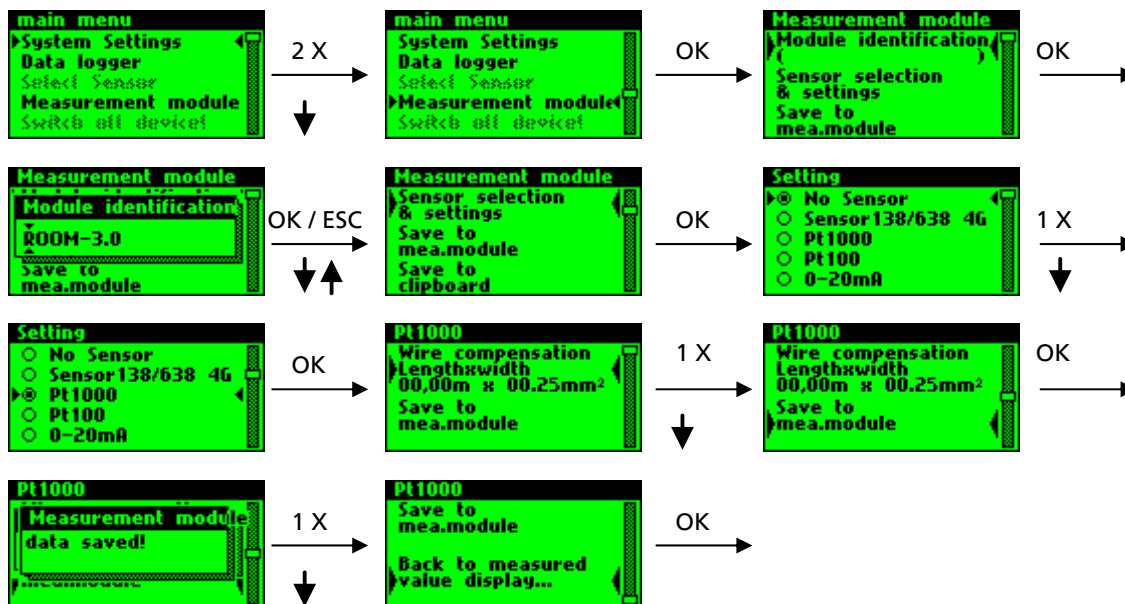 main menu
System Settings
Data logger
Select Sensor
Measurement module
Switch off device!
2 X
main menu
System Settings
Data logger
Select Sensor
Measurement module
Switch off device!
OK
Measurement module
Module identification
( )
Sensor selection
& settings
Save to
mea.module
OK
Measurement module
Module identification
ROOM-3.0
Save to
mea.module
OK / ESC
Measurement module
Sensor selection
& settings
Save to
mea.module
Save to
clipboard
OK
Setting
No Sensor
Sensor138/638 4G
Pt1000
Pt100
0-20mA
1 X
Setting
No Sensor
Sensor138/638 4G
Pt1000
Pt100
0-20mA
OK
Pt1000
Wire compensation
Lengthxwidth
00,00m x 00.25mm²
Save to
mea.module
1 X
Pt1000
Wire compensation
Lengthxwidth
00,00m x 00.25mm²
Save to
mea.module
OK
Pt1000
Measurement module
data saved!
1 X
Pt1000
Save to
mea.module
Back to measured
value display...
OK